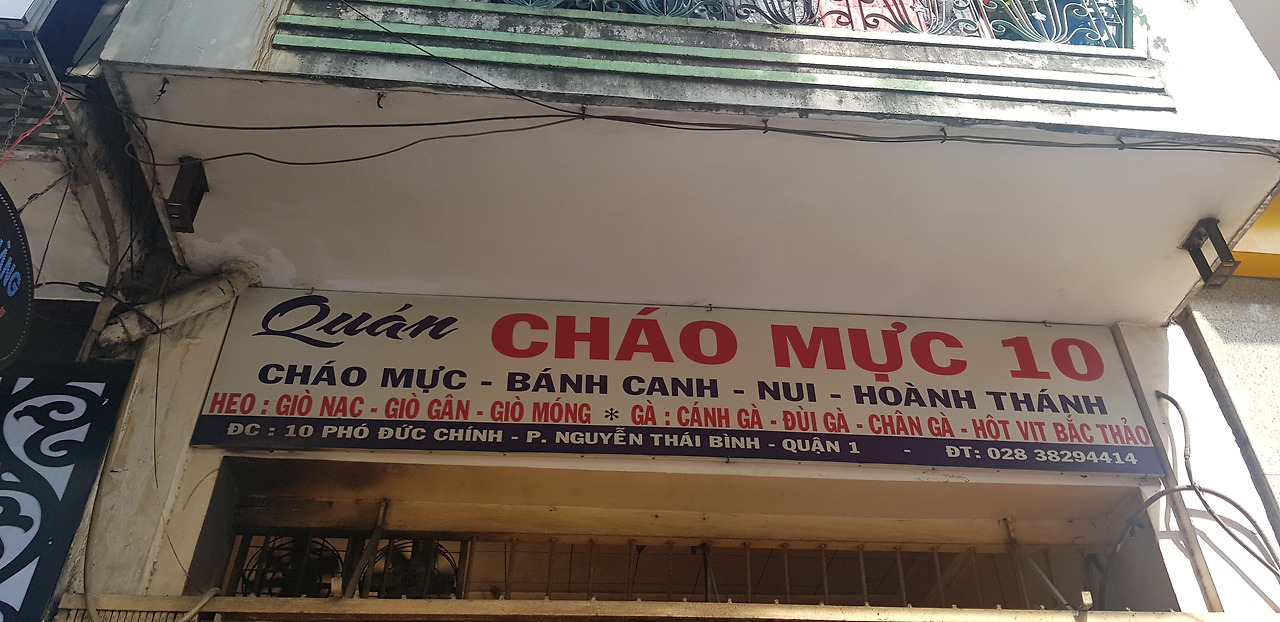 Quán CHÁO MỰC 10
CHÁO MỰC - BÁNH CANH - NUI - HOÀNH THÁNH
HEO : GIÒ NẠC - GIÒ GÂN - GIÒ MÓNG * GÀ : CÁNH GÀ - ĐÙI GÀ - CHÂN GÀ - HỘT VỊT BẮC THẢO
ĐC : 10 PHÓ ĐỨC CHÍNH - P. NGUYỄN THÁI BÌNH - QUẬN 1 - ĐT: 028 38294414